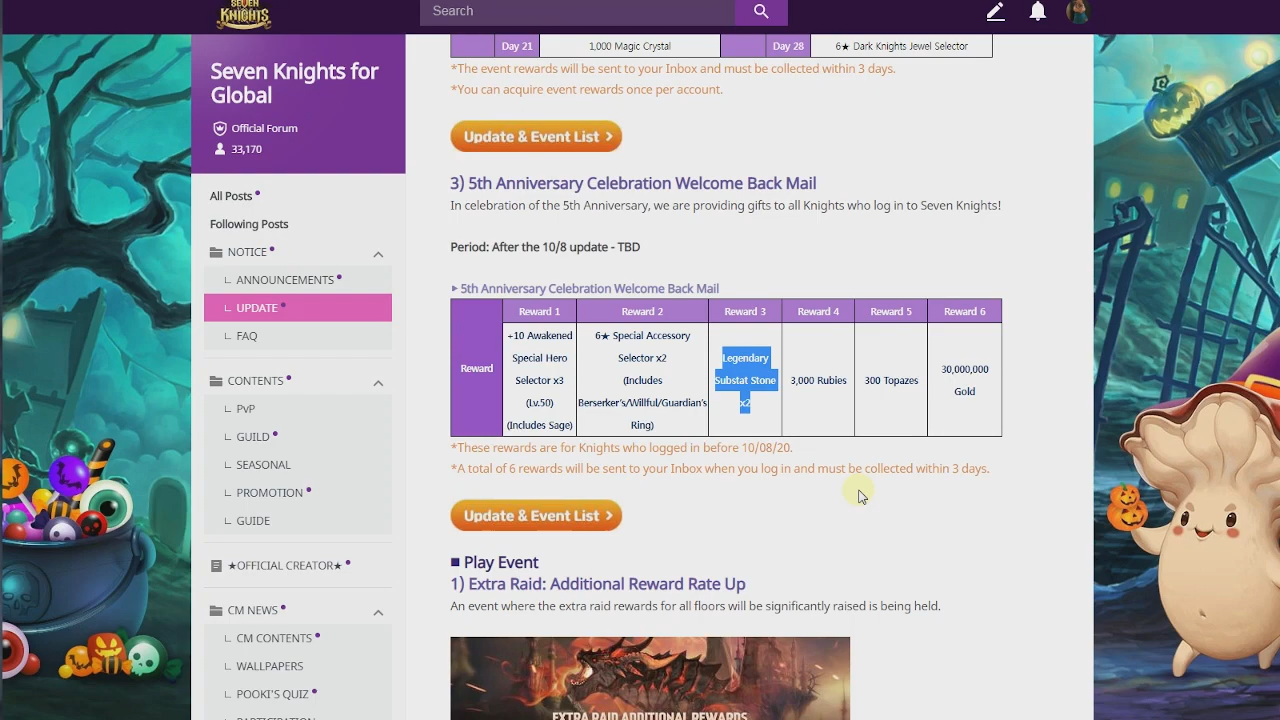 SEVEN
KNIGHTS
Search
Seven Knights for
Global
Official Forum
33,170
All Posts
Following Posts
NOTICE
ANNOUNCEMENTS
UPDATE
FAQ
CONTENTS
PvP
GUILD
SEASONAL
PROMOTION
GUIDE
★OFFICIAL CREATOR★
CM NEWS
CM CONTENTS
WALLPAPERS
POOKI'S QUIZ
PARTICIPATION
Day 21 1,000 Magic Crystal Day 28 6★ Dark Knights Jewel Selector
*The event rewards will be sent to your Inbox and must be collected within 3 days.
*You can acquire event rewards once per account.
Update & Event List >
3) 5th Anniversary Celebration Welcome Back Mail
In celebration of the 5th Anniversary, we are providing gifts to all Knights who log in to Seven Knights!
Period: After the 10/8 update - TBD
▶ 5th Anniversary Celebration Welcome Back Mail
Reward 1 Reward 2 Reward 3 Reward 4 Reward 5 Reward 6
Reward
+10 Awakened
Special Hero
Selector x3
(Lv.50)
(Includes Sage)
6★ Special Accessory
Selector x2
(Includes
Berserker's/Willful/Guardian's
Ring)
Legendary
Substat Stone
x2
3,000 Rubies
300 Topazes
30,000,000
Gold
*These rewards are for Knights who logged in before 10/08/20.
*A total of 6 rewards will be sent to your Inbox when you log in and must be collected within 3 days.
Update & Event List >
■ Play Event
1) Extra Raid: Additional Reward Rate Up
An event where the extra raid rewards for all floors will be significantly raised is being held.
EXTRA RAID ADDITIONAL REWARDS